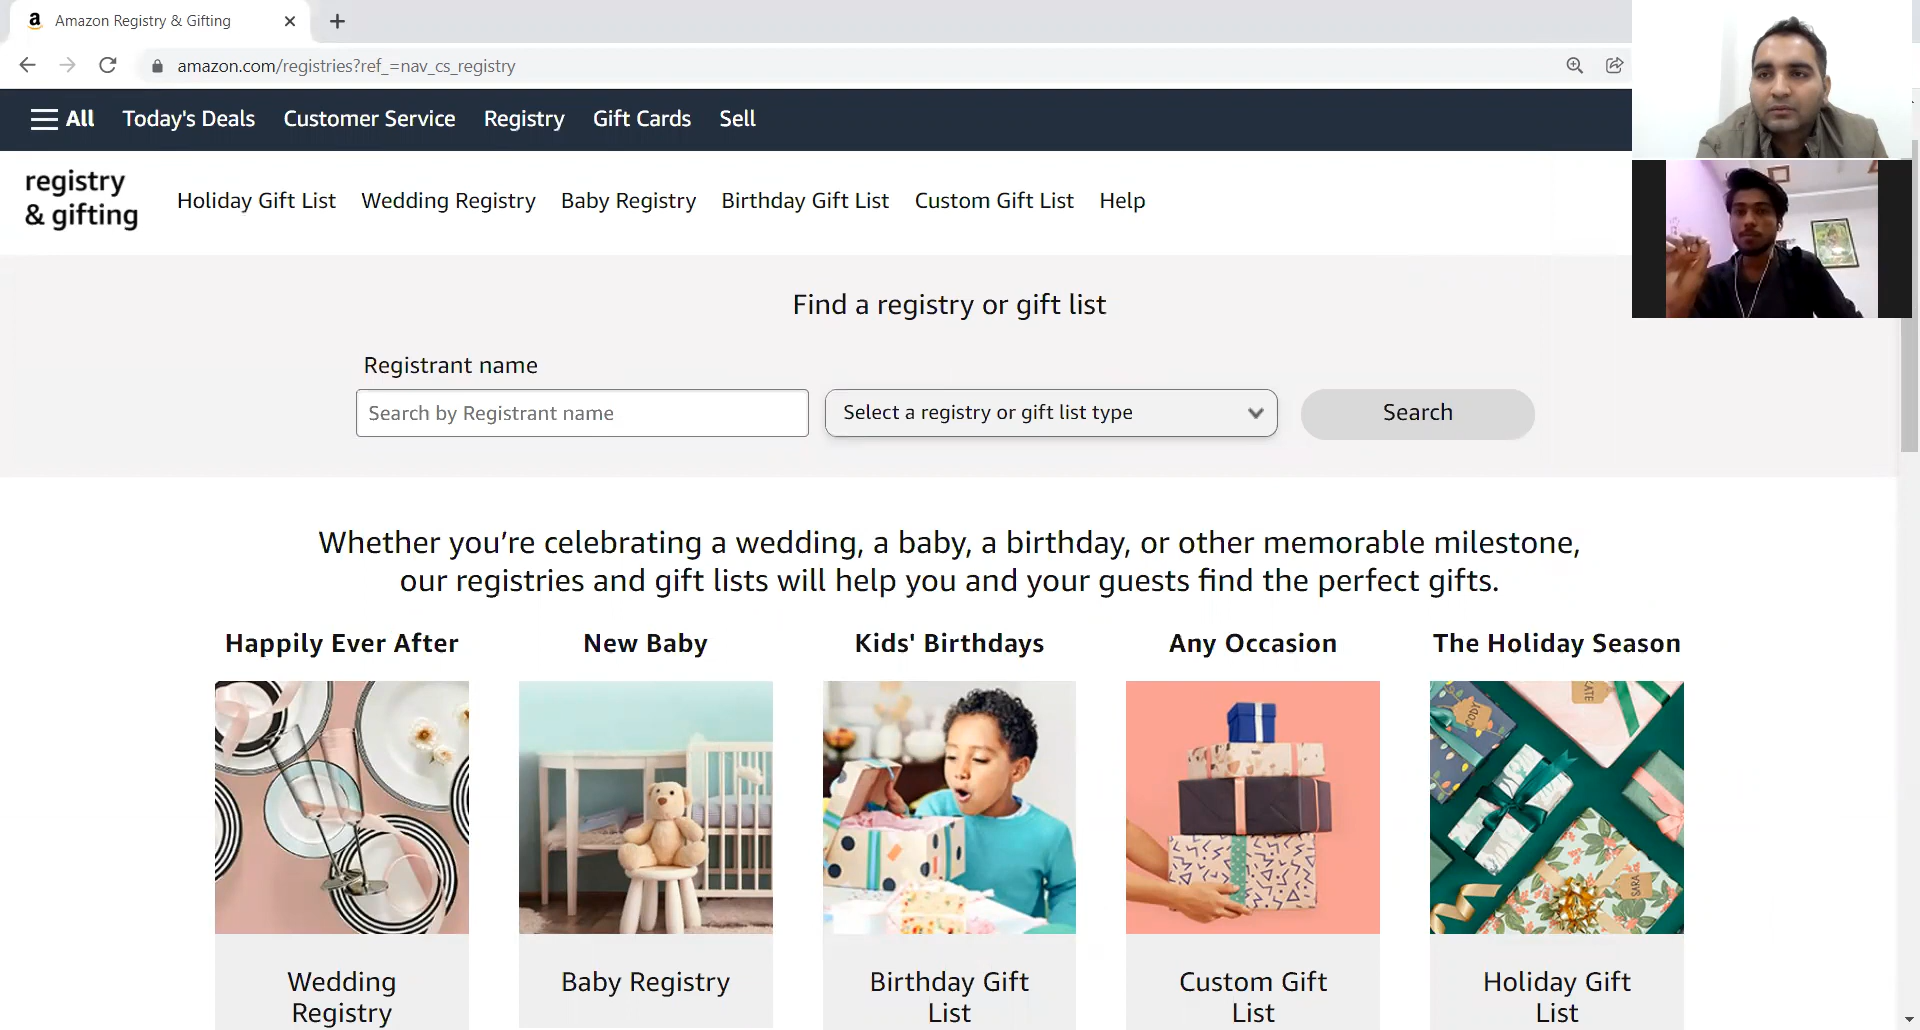 Amazon Registry & Gifting
amazon.com/registries?ref_=nav_cs_registry
All Today's Deals Customer Service Registry Gift Cards Sell
registry
& gifting
Holiday Gift List Wedding Registry Baby Registry Birthday Gift List Custom Gift List Help
Find a registry or gift list
Registrant name
Search by Registrant name Select a registry or gift list type Search
Whether you’re celebrating a wedding, a baby, a birthday, or other memorable milestone,
our registries and gift lists will help you and your guests find the perfect gifts.
Happily Ever After New Baby Kids' Birthdays Any Occasion The Holiday Season
CODY
SARA
Wedding
Registry
Baby Registry
Birthday Gift
List
Custom Gift
List
Holiday Gift
List